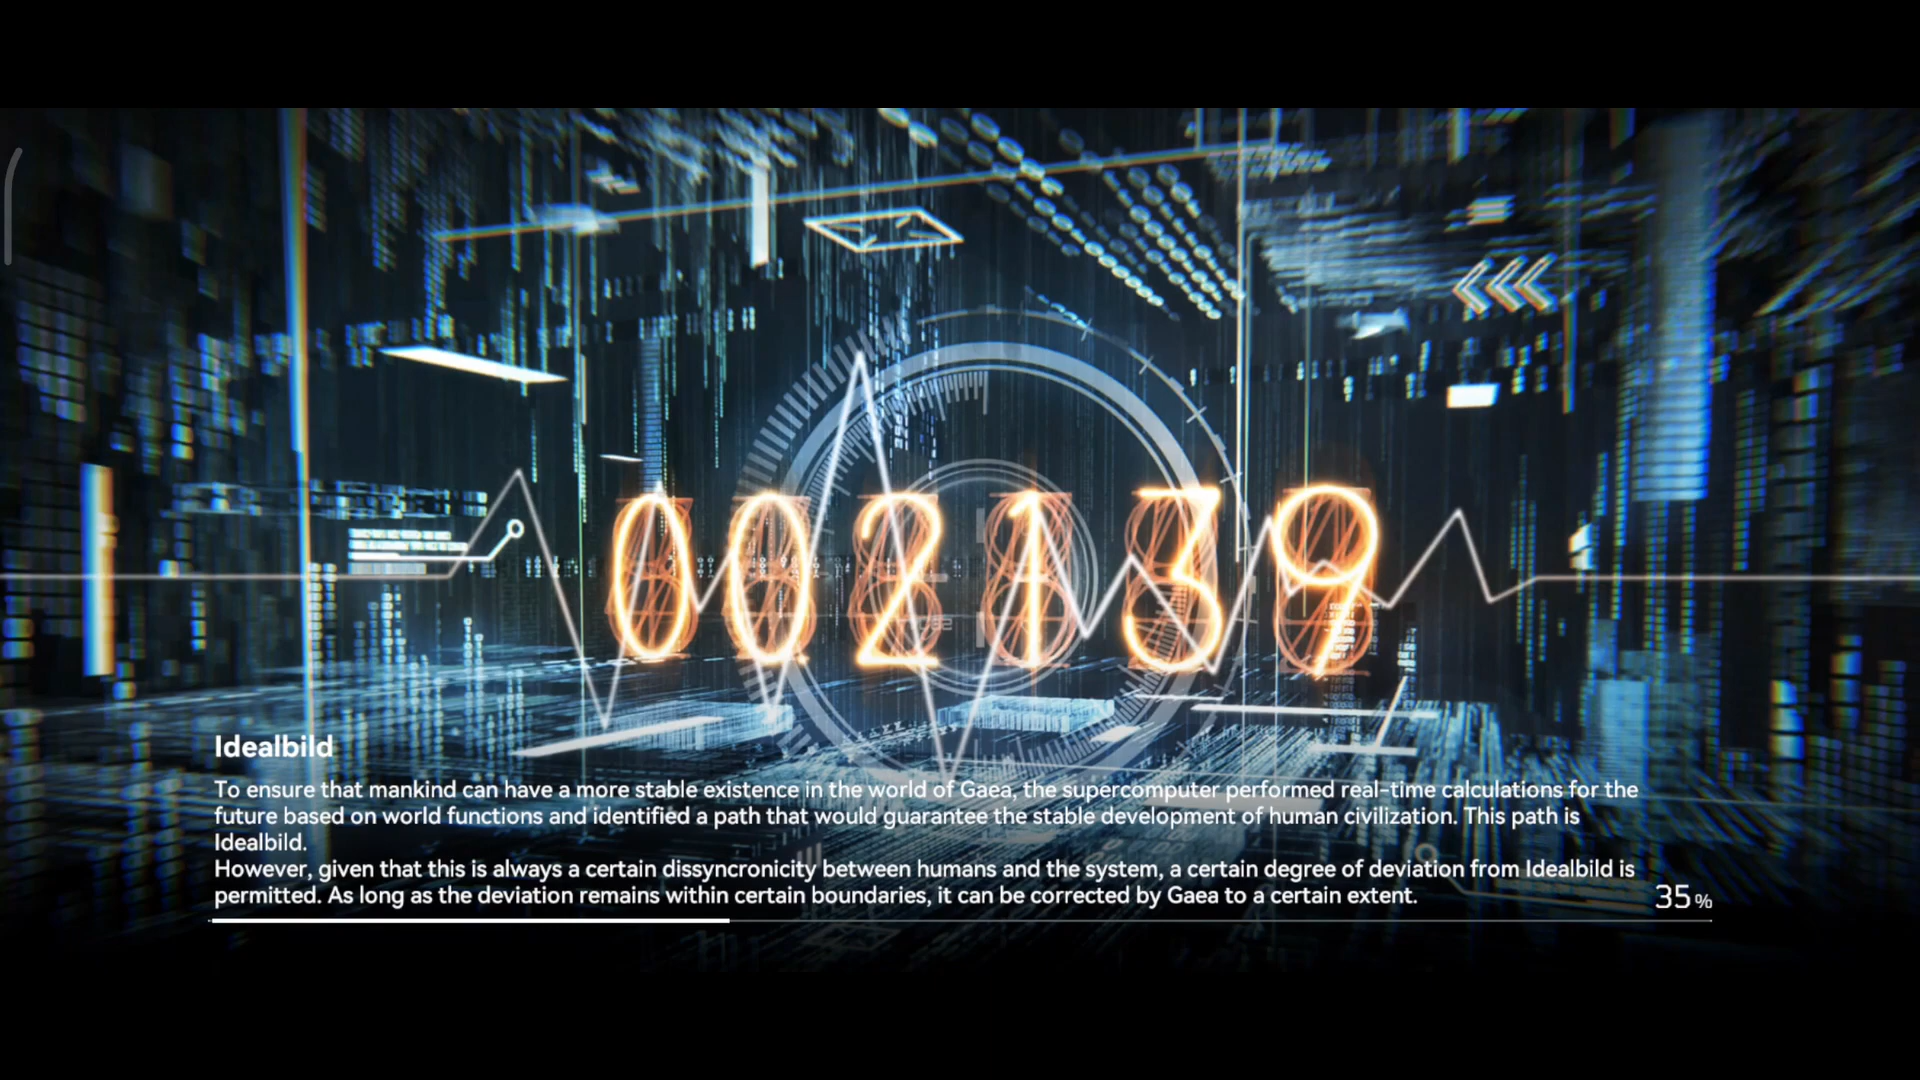 002139
Idealbild
To ensure that mankind can have a more stable existence in the world of Gaea, the supercomputer performed real-time calculations for the
future based on world functions and identified a path that would guarantee the stable development of human civilization. This path is
Idealbild.
However, given that this is always a certain dissyncronicity between humans and the system, a certain degree of deviation from Idealbild is
permitted. As long as the deviation remains within certain boundaries, it can be corrected by Gaea to a certain extent.
35%